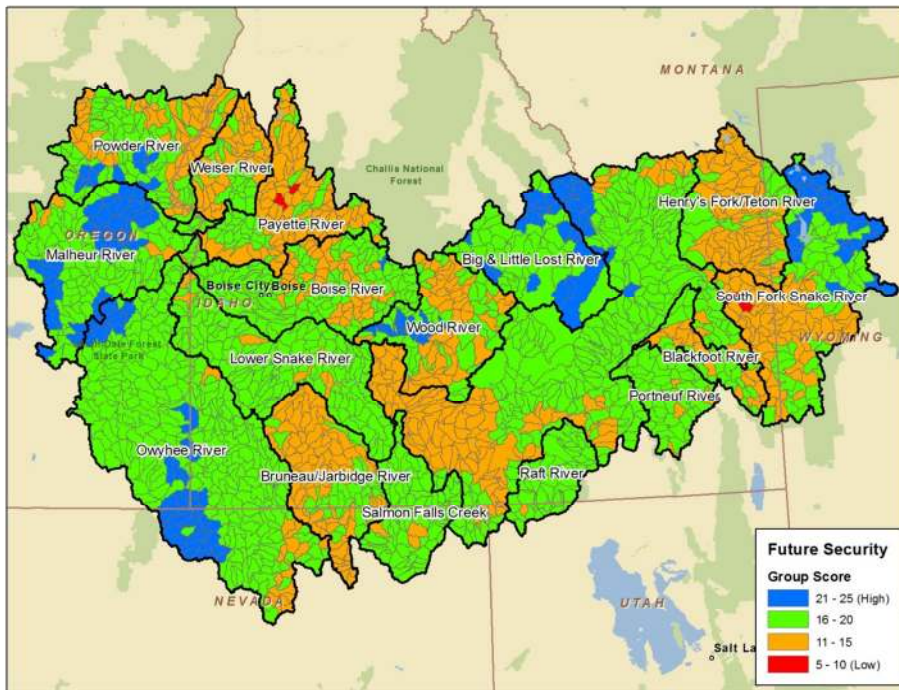 MONTANA
Powder River
Weiser River
Challis National
Forest
Henry's Fork/Teton River
Payette River
OREGON
Malheur River
Big & Little Lost River
Boise City Boise
Boise River
IDAHO
South Fork Snake River
Wood River
WYOMING
Forest
State Park
Lower Snake River
Blackfoot River
Portneuf River
Owyhee River
Bruneau/Jarbidge River
Raft River
Salmon Falls Creek
NEVADA
UTAH
Salt La
Future Security
Group Score
21 - 25 (High)
16 - 20
11 - 15
5 - 10 (Low)